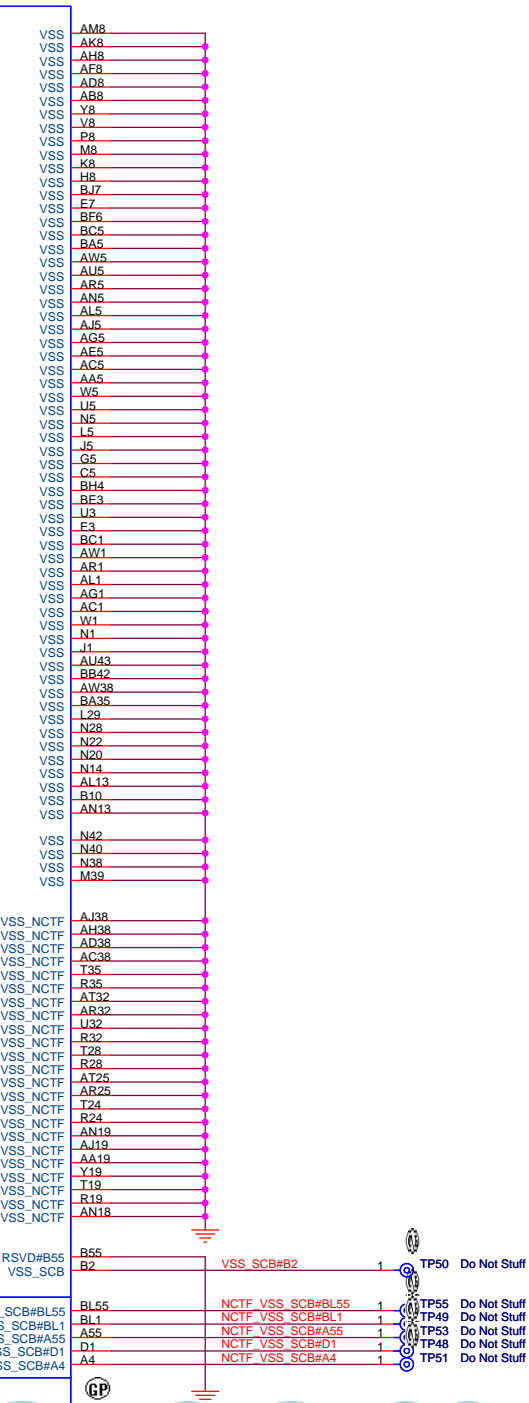 VSS AM8
VSS AK8
VSS AH8
VSS AF8
VSS AD8
VSS AB8
VSS Y8
VSS V8
VSS P8
VSS M8
VSS K8
VSS H8
VSS BJ7
VSS E7
VSS BF6
VSS BC5
VSS BA5
VSS AW5
VSS AU5
VSS AR5
VSS AN5
VSS AL5
VSS AJ5
VSS AG5
VSS AE5
VSS AC5
VSS AA5
VSS W5
VSS U5
VSS N5
VSS L5
VSS J5
VSS G5
VSS C5
VSS BH4
VSS BE3
VSS U3
VSS E3
VSS BC1
VSS AW1
VSS AR1
VSS AL1
VSS AG1
VSS AC1
VSS W1
VSS N1
VSS J1
VSS AU43
VSS BB42
VSS AW38
VSS BA35
VSS L29
VSS N28
VSS N22
VSS N20
VSS N14
VSS AL13
VSS B10
VSS AN13
VSS N42
VSS N40
VSS N38
VSS M39
VSS_NCTF AJ38
VSS_NCTF AH38
VSS_NCTF AD38
VSS_NCTF AC38
VSS_NCTF T35
VSS_NCTF R35
VSS_NCTF AT32
VSS_NCTF AR32
VSS_NCTF U32
VSS_NCTF R32
VSS_NCTF T28
VSS_NCTF R28
VSS_NCTF AT25
VSS_NCTF AR25
VSS_NCTF T24
VSS_NCTF R24
VSS_NCTF AN19
VSS_NCTF AJ19
VSS_NCTF AA19
VSS_NCTF Y19
VSS_NCTF T19
VSS_NCTF R19
VSS_NCTF AN18
RSVD#B55 B55
VSS_SCB B2 VSS_SCB#B2 1 TP50 Do Not Stuff
_SCB#BL55 BL55 NCTF_VSS_SCB#BL55 1 TP55 Do Not Stuff
SS_SCB#BL1 BL1 NCTF_VSS_SCB#BL1 1 TP49 Do Not Stuff
S_SCB#A55 A55 NCTF_VSS_SCB#A55 1 TP53 Do Not Stuff
SS_SCB#D1 D1 NCTF_VSS_SCB#D1 1 TP48 Do Not Stuff
SS_SCB#A4 A4 NCTF_VSS_SCB#A4 1 TP51 Do Not Stuff
GP